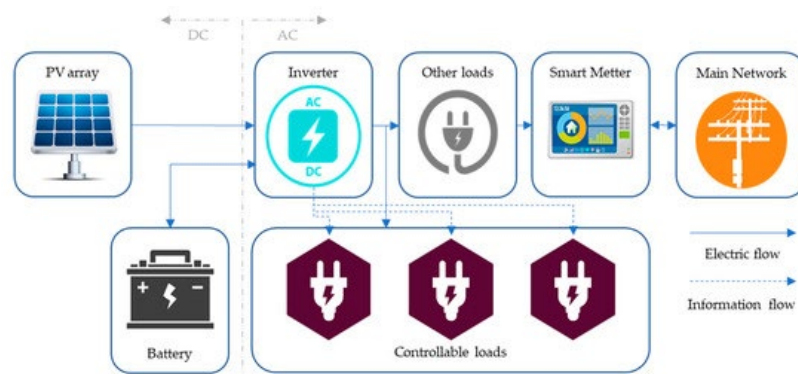 DC
AC
PV array
Inverter
Other loads
Smart Metter
Main Network
AC
DC
Electric flow
Information flow
Battery
Controllable loads